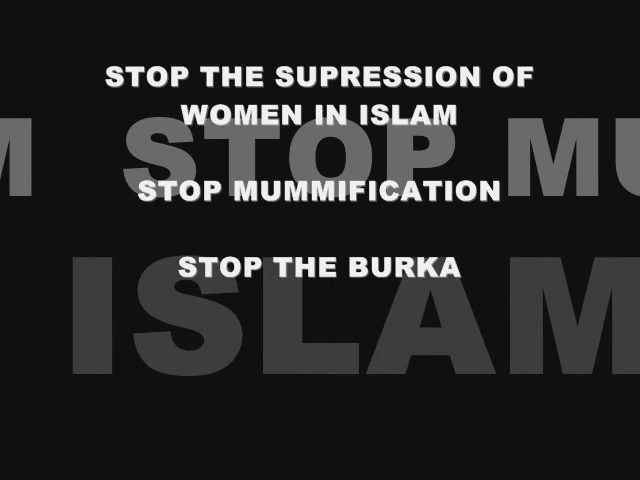 STOP THE SUPRESSION OF
WOMEN IN ISLAM
STOP
STOP MUMMIFICATION
STOP THE BURKA
ISLAM